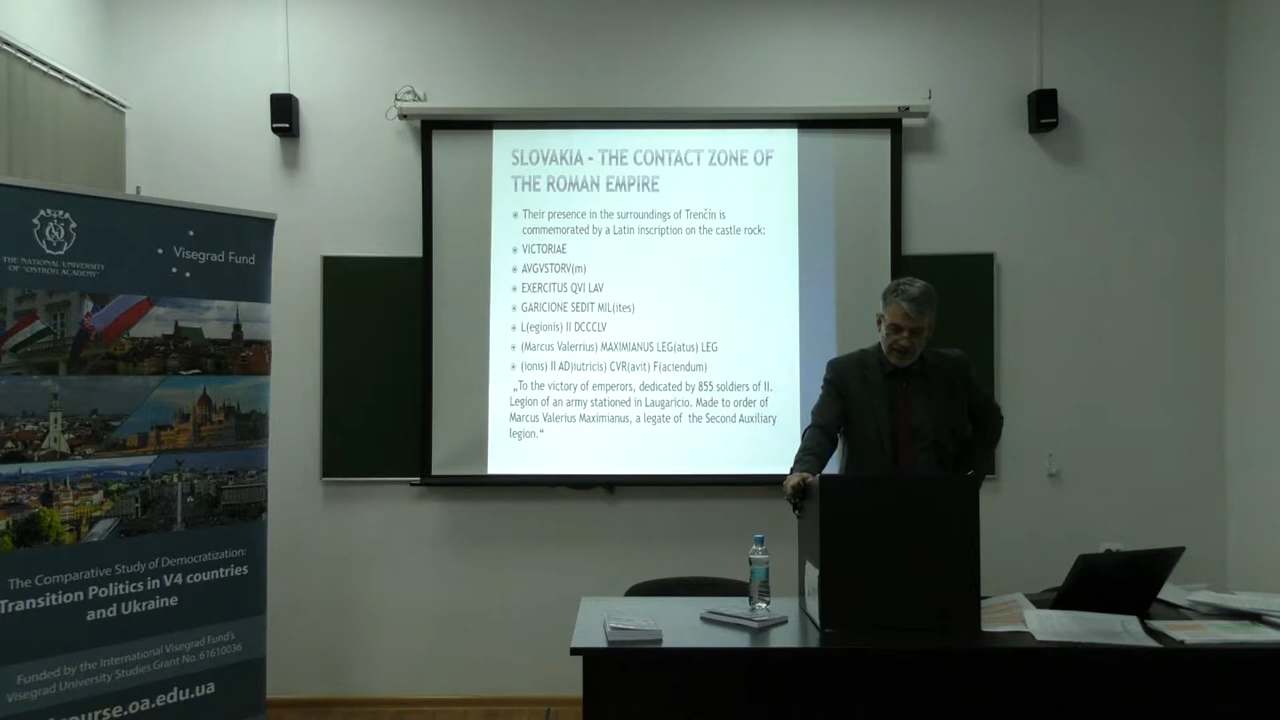 THE NATIONAL UNIVERSITY
OF "OSTROH ACADEMY"
Visegrad Fund
The Comparative Study of Democratization:
Transition Politics in V4 countries
and Ukraine
Funded by the International Visegrad Fund's
Visegrad University Studies Grant No. 61610036
urse.oa.edu.ua
SLOVAKIA - THE CONTACT ZONE OF
THE ROMAN EMPIRE
Their presence in the surroundings of Trenčín is
commemorated by a Latin inscription on the castle rock:
VICTORIAE
AVGVSTORV(m)
EXERCITUS QVI LAV
GARICIONE SEDIT MIL(ites)
L(egionis) II DCCCLV
(Marcus Valerrius) MAXIMIANUS LEG(atus) LEG
(ionis) II AD)iutricis) CVR(avit) F(aciendum)
„To the victory of emperors, dedicated by 855 soldiers of II.
Legion of an army stationed in Laugaricio. Made to order of
Marcus Valerius Maximianus, a legate of the Second Auxiliary
legion.“